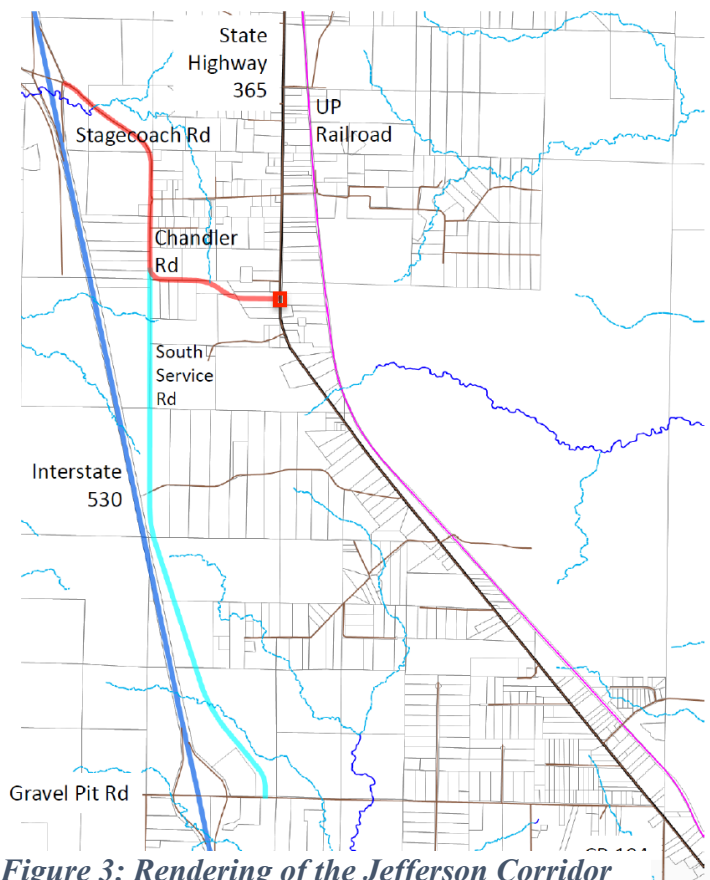 State
Highway
365
UP
Railroad
Stagecoach Rd
Chandler
Rd
South
Service
Rd
Interstate
530
Gravel Pit Rd
Figure 3: Rendering of the Jefferson Corridor